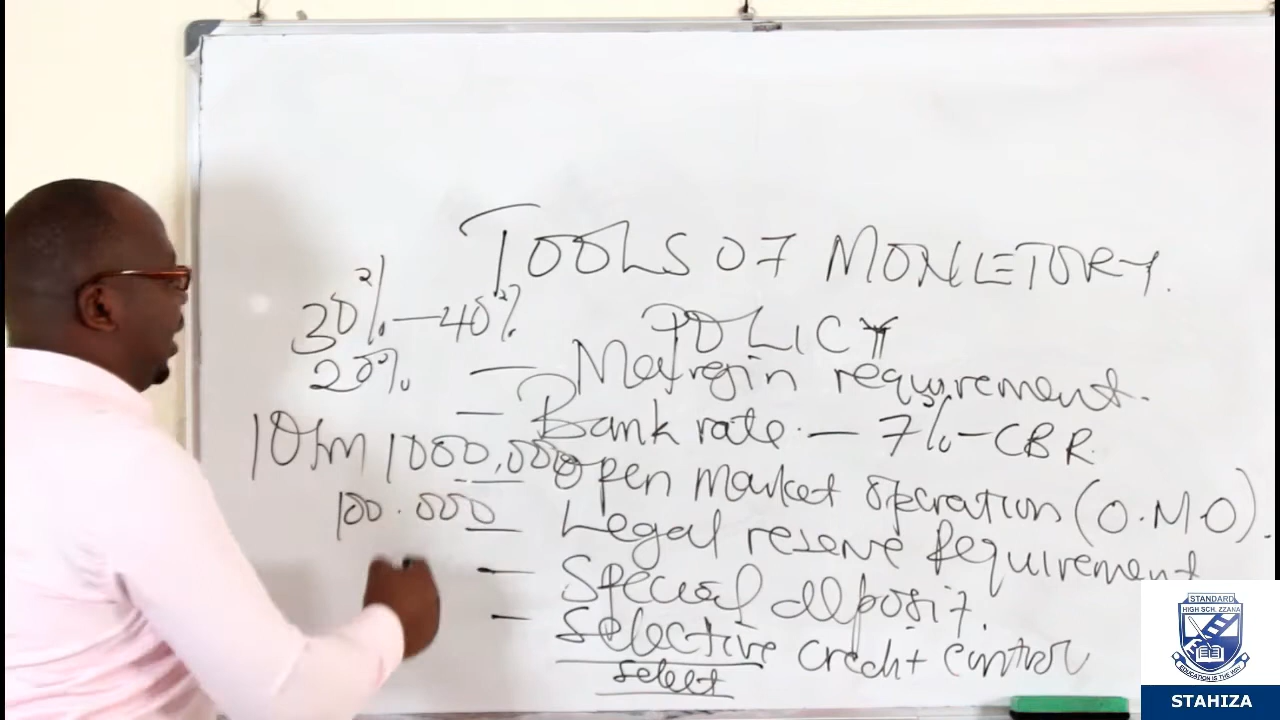 TOOLS OF MONETORY
POLICY
30% - 40%
20%
- Margin requirement.
- Bank rate. - 7% - CBR
10m 1000,000
Open market operation (O.M.O).
100.000
- Legal reserve Requirement
- Special deposit.
- Selective credit control
select
STANDARD
HIGH SCH. ZZANA
STAHIZA